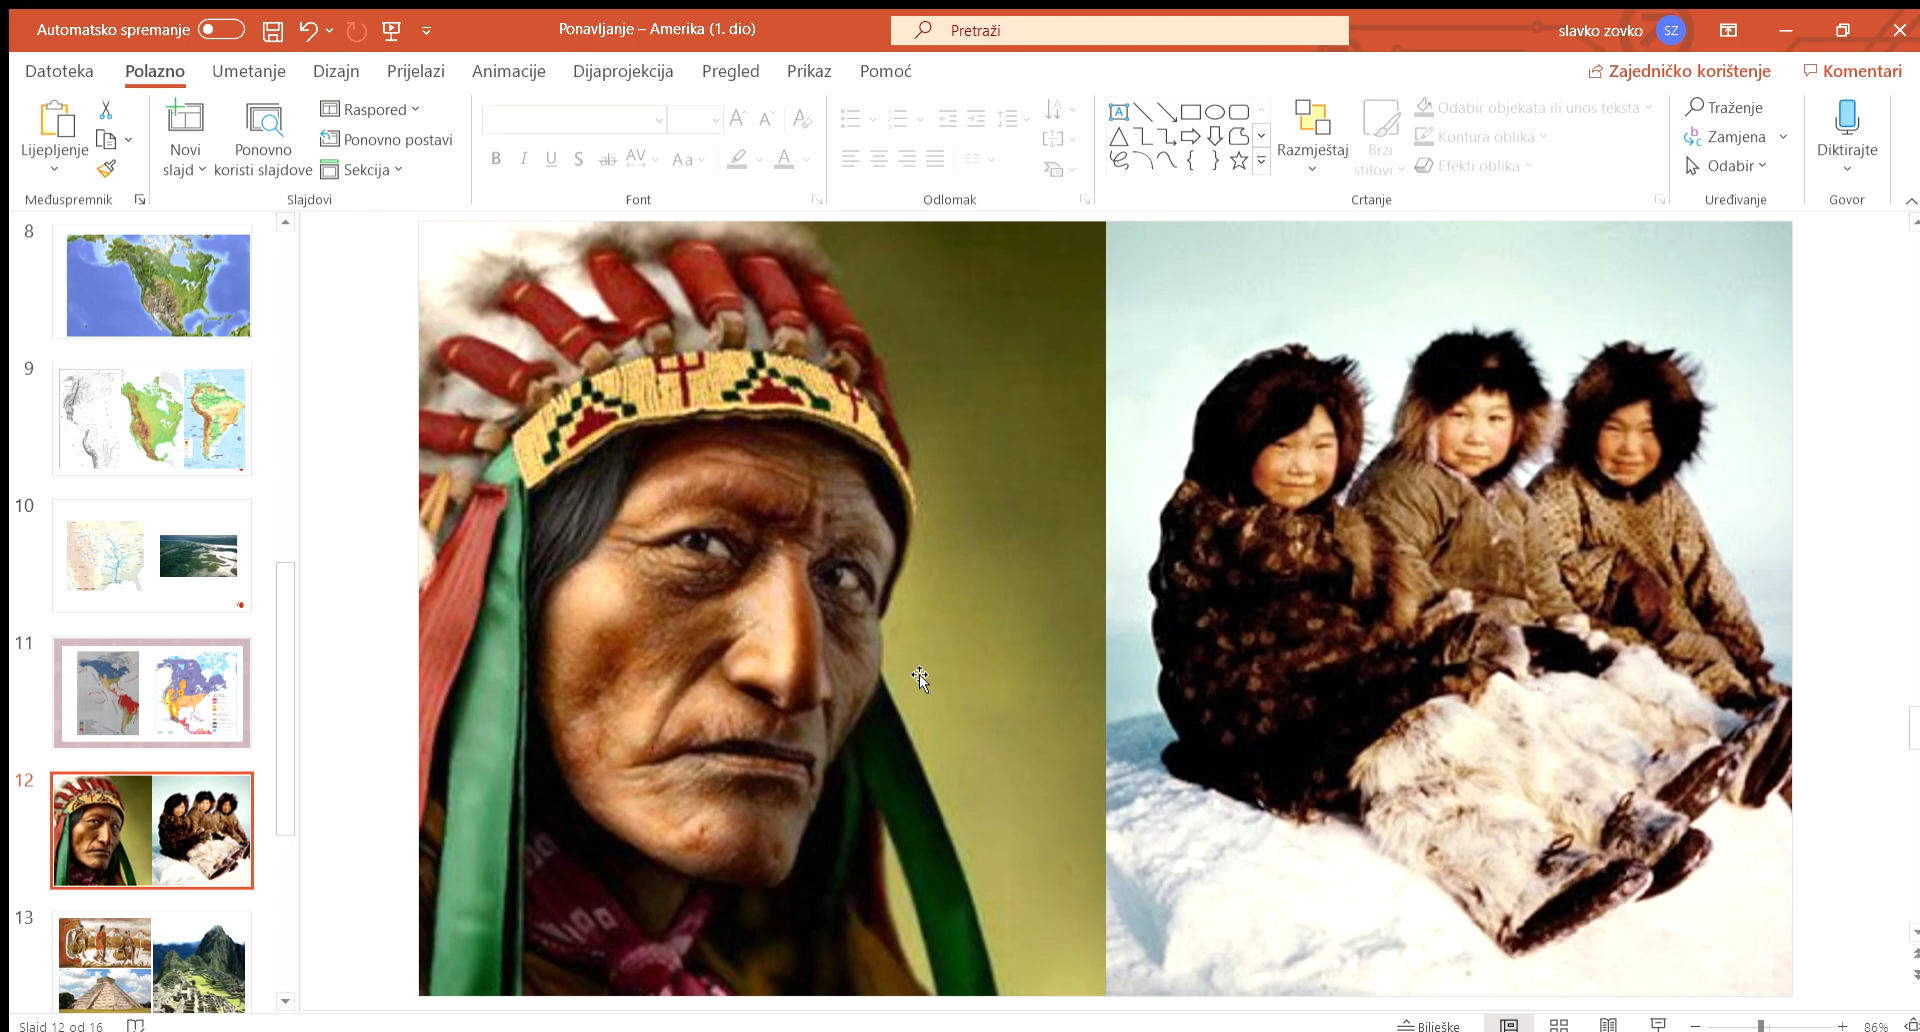 Automatsko spremanje
Ponavljanje – Amerika (1. dio)
Pretraži
slavko zovko
SZ
Datoteka
Polazno
Umetanje
Dizajn
Prijelazi
Animacije
Dijaprojekcija
Pregled
Prikaz
Pomoć
Zajedničko korištenje
Komentari
Lijepljenje
Novi
slajd
Ponovno
koristi slajdove
Raspored
Ponovno postavi
Sekcija
B I U S ab AV Aa A
Razmještaj
Brzi
stilovi
Odabir objekata ili unos teksta
Kontura oblika
Efekti oblika
Traženje
Zamjena
Odabir
Diktirajte
Međuspremnik
Slajdovi
Font
Odlomak
Crtanje
Uređivanje
Govor
8
9
10
11
12
13
Slajd 12 od 16
Bilješke
86%